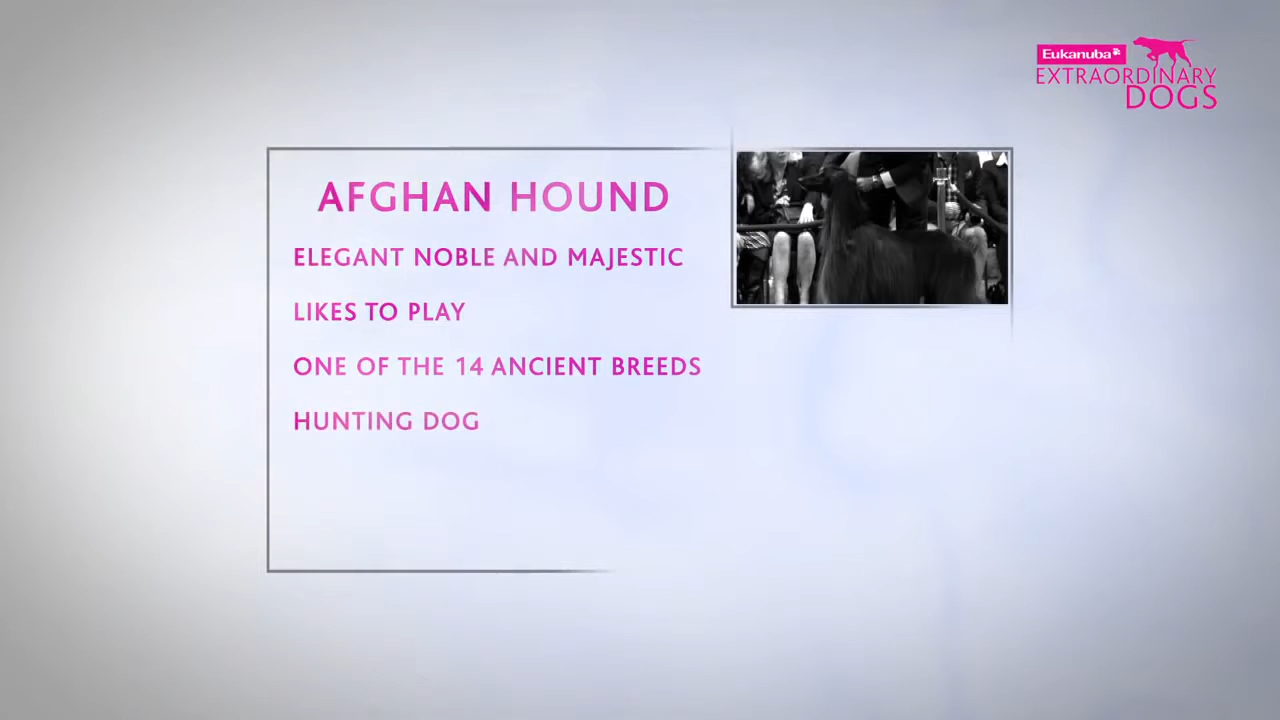 Eukanuba
EXTRAORDINARY
DOGS
AFGHAN HOUND
ELEGANT NOBLE AND MAJESTIC
LIKES TO PLAY
ONE OF THE 14 ANCIENT BREEDS
HUNTING DOG